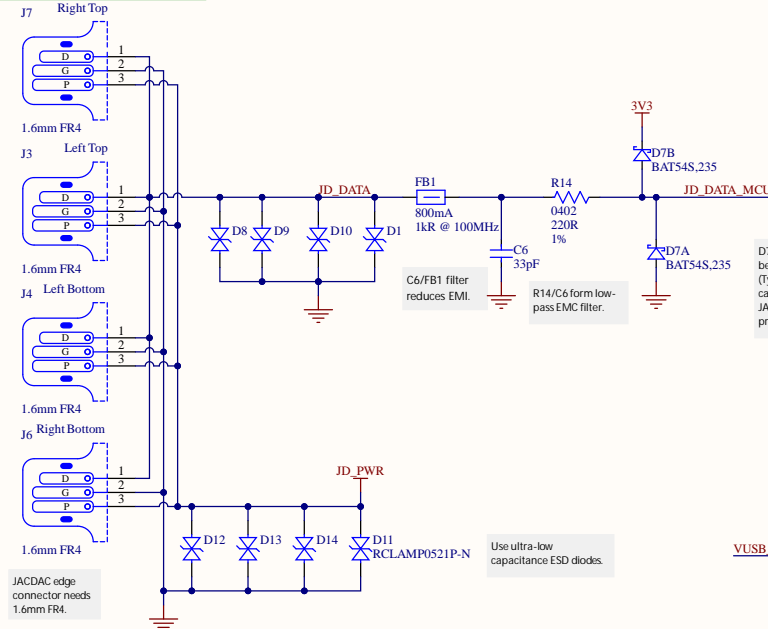 J7
Right Top
1
2
3
D
G
P
1.6mm FR4
J3
Left Top
1
2
3
D
G
P
1.6mm FR4
J4
Left Bottom
1
2
3
D
G
P
1.6mm FR4
J6
Right Bottom
1
2
3
D
G
P
1.6mm FR4
JACDAC edge
connector needs
1.6mm FR4.
JD_DATA
D8
D9
D10
D1
FB1
800mA
1kR @ 100MHz
C6
33pF
C6/FB1 filter
reduces EMI.
R14
0402
220R
1%
R14/C6 form low-
pass EMC filter.
3V3
D7B
BAT54S,235
JD_DATA_MCU
D7A
BAT54S,235
JD_PWR
D12
D13
D14
D11
RCLAMP0521P-N
Use ultra-low
capacitance ESD diodes.
VUSB_